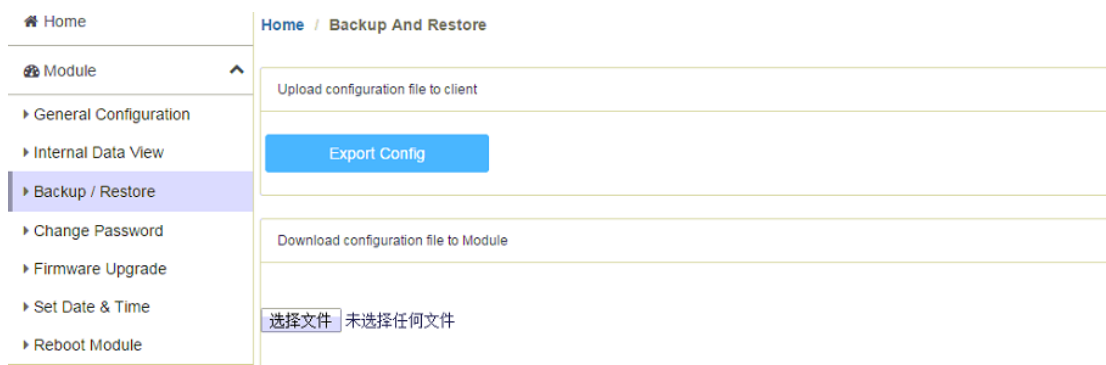 Home
Module
General Configuration
Internal Data View
Backup / Restore
Change Password
Firmware Upgrade
Set Date & Time
Reboot Module
Home / Backup And Restore
Upload configuration file to client
Export Config
Download configuration file to Module
选择文件 未选择任何文件